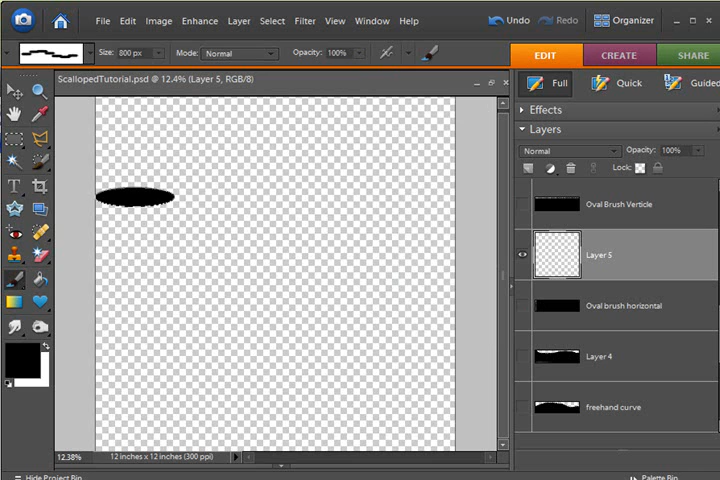 File Edit Image Enhance Layer Select Filter View Window Help Undo Redo Organizer
Size: 800 px Mode: Normal Opacity: 100% EDIT CREATE SHARE
ScallopedTutorial.psd @ 12.4% (Layer 5, RGB/8)
Full Quick Guided
Effects
Layers
Normal Opacity: 100%
Lock:
Oval Brush Verticle
Layer 5
Oval brush horizontal
Layer 4
freehand curve
12.38% 12 inches x 12 inches (300 ppi)
Hide Project Bin Palette Bin